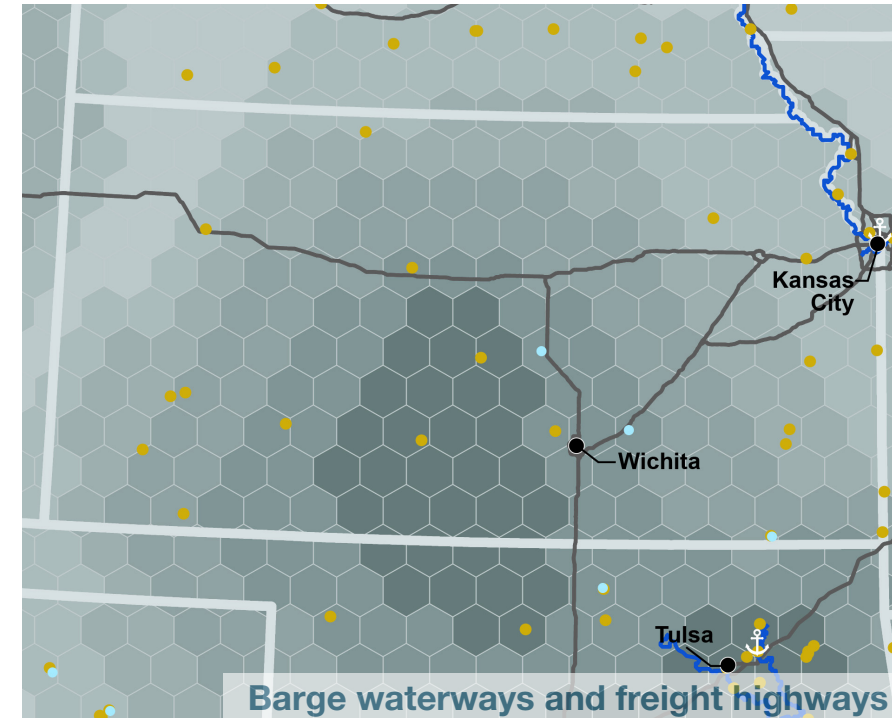 Kansas
City
Wichita
Tulsa
Barge waterways and freight highways